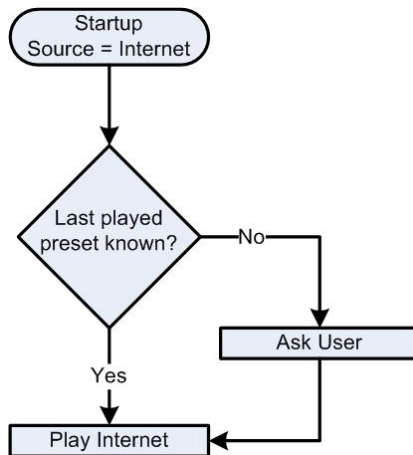 Startup
Source = Internet
Last played
preset known?
No
Ask User
Yes
Play Internet